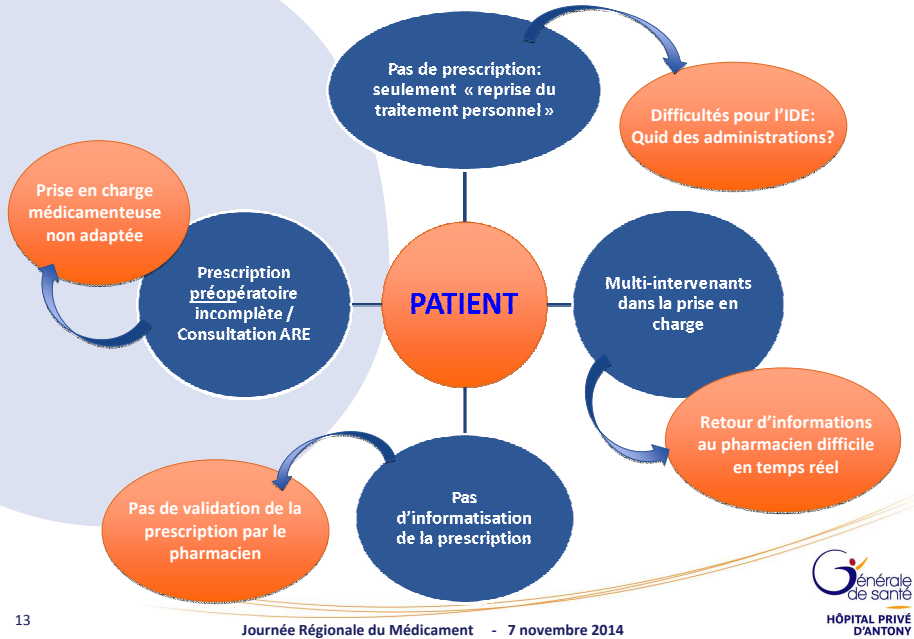 Pas de prescription:
seulement « reprise du
traitement personnel »
Difficultés pour l'IDE:
Quid des administrations?
Prise en charge
médicamenteuse
non adaptée
Prescription
préopératoire
incomplète /
Consultation ARE
PATIENT
Multi-intervenants
dans la prise en
charge
Retour d'informations
au pharmacien difficile
en temps réel
Pas de validation de la
prescription par le
pharmacien
Pas
d'informatisation
de la prescription
Générale
de santé
HÔPITAL PRIVÉ
D'ANTONY
13
Journée Régionale du Médicament - 7 novembre 2014